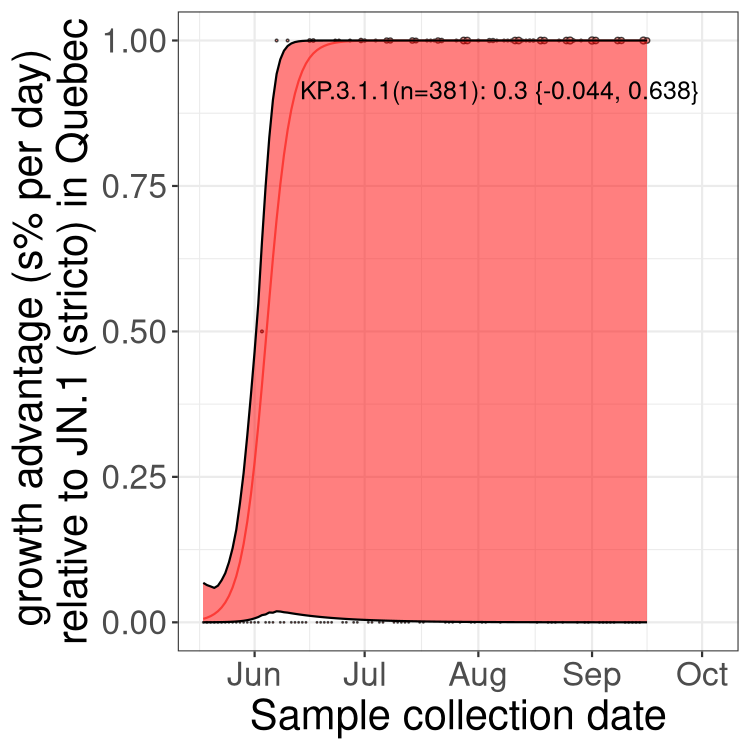 growth advantage (s% per day)
relative to JN.1 (stricto) in Quebec
1.00
0.75
0.50
0.25
0.00
KP.3.1.1(n=381): 0.3 {-0.044, 0.638}
Jun Jul Aug Sep Oct
Sample collection date